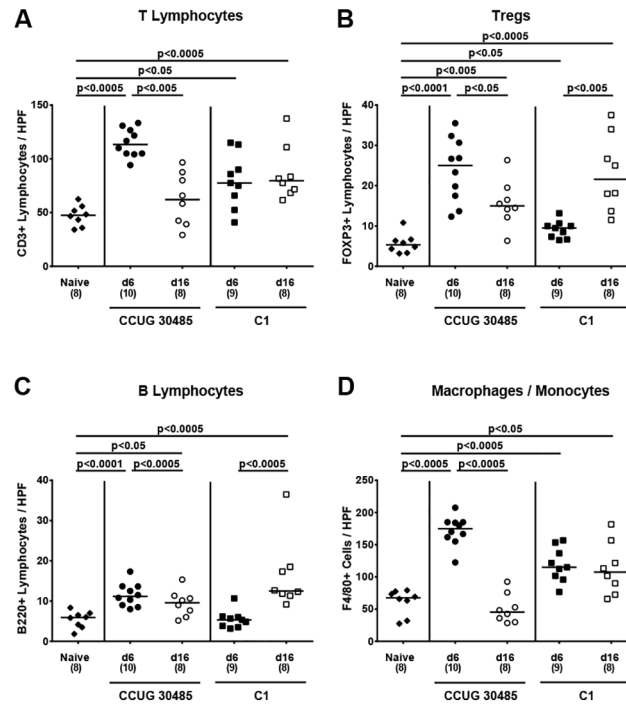 A
T Lymphocytes
p<0.0005
p<0.05
p<0.0005 p<0.005
CD3+ Lymphocytes / HPF
150
100
50
0
Naive d6 d16 d6 d16
(8) (10) (8) (9) (8)
CCUG 30485 C1
B
Tregs
p<0.0005
p<0.05
p<0.005
p<0.0001 p<0.05 p<0.005
FOXP3+ Lymphocytes / HPF
40
30
20
10
0
Naive d6 d16 d6 d16
(8) (10) (8) (9) (8)
CCUG 30485 C1
C
B Lymphocytes
p<0.0005
p<0.05
p<0.0001 p<0.0005 p<0.0005
B220+ Lymphocytes / HPF
40
30
20
10
0
Naive d6 d16 d6 d16
(8) (10) (8) (9) (8)
CCUG 30485 C1
D
Macrophages / Monocytes
p<0.05
p<0.0005
p<0.0005 p<0.0005
F4/80+ Cells / HPF
250
200
150
100
50
0
Naive d6 d16 d6 d16
(8) (10) (8) (9) (8)
CCUG 30485 C1